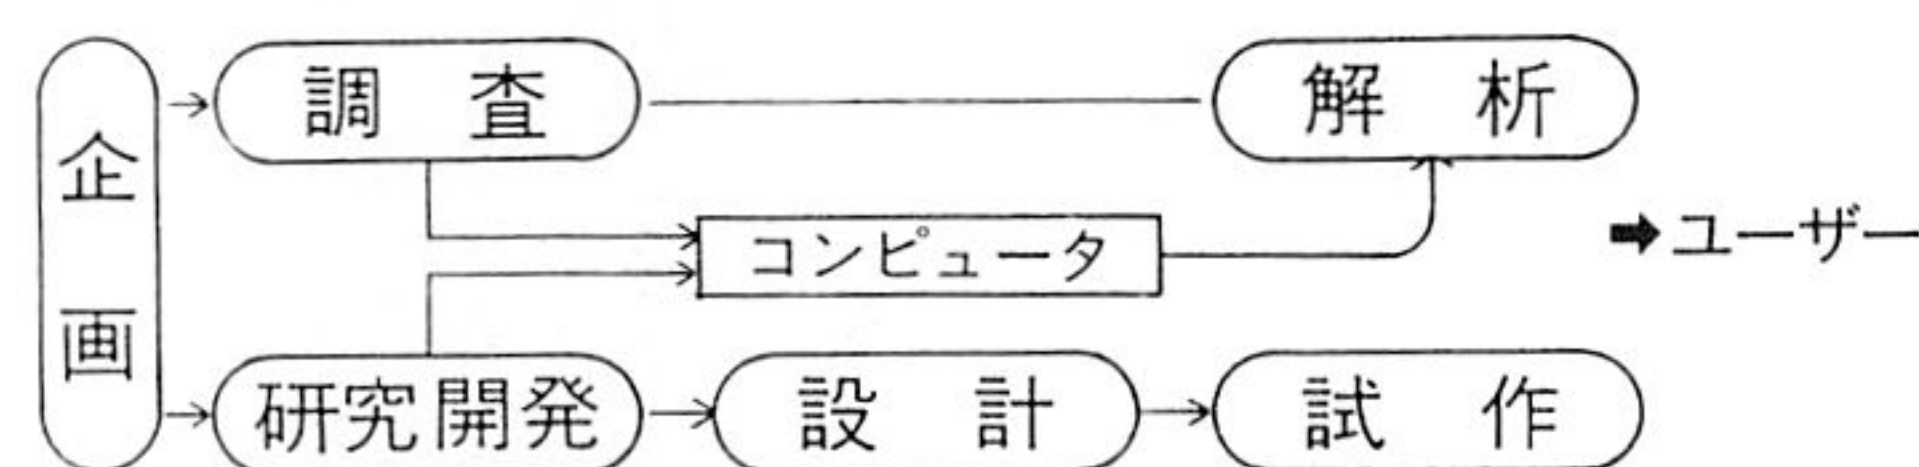 企画
調査
解析
コンピュータ
➡ユーザー
研究開発
設計
試作